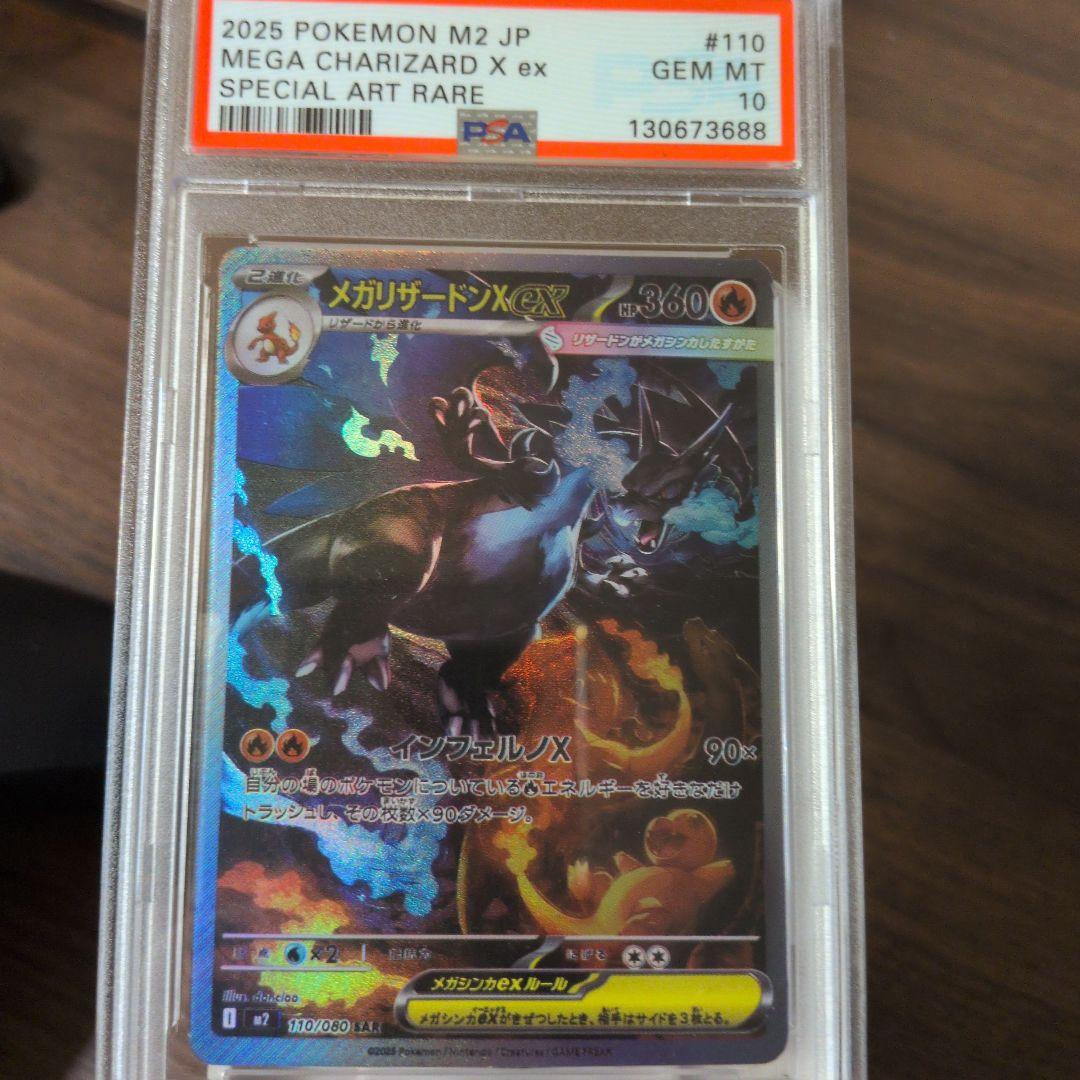 2025 POKEMON M2 JP #110
MEGA CHARIZARD X ex GEM MT
SPECIAL ART RARE 10
PSA 130673688
2進化 メガリザードンXex HP360
リザードから進化
リザードンがメガシンカしたすがた
インフェルノX 90×
自分の場のポケモンについているエネルギーを好きなだけ
トラッシュし、その枚数×90ダメージ。
×2 にげる
メガシンカexルール
メガシンカexがきぜつしたとき、相手はサイドを3枚とる。
illus. danciao
I M2 110/080 SAR
©2025 Pokémon / Nintendo / Creatures / GAME FREAK